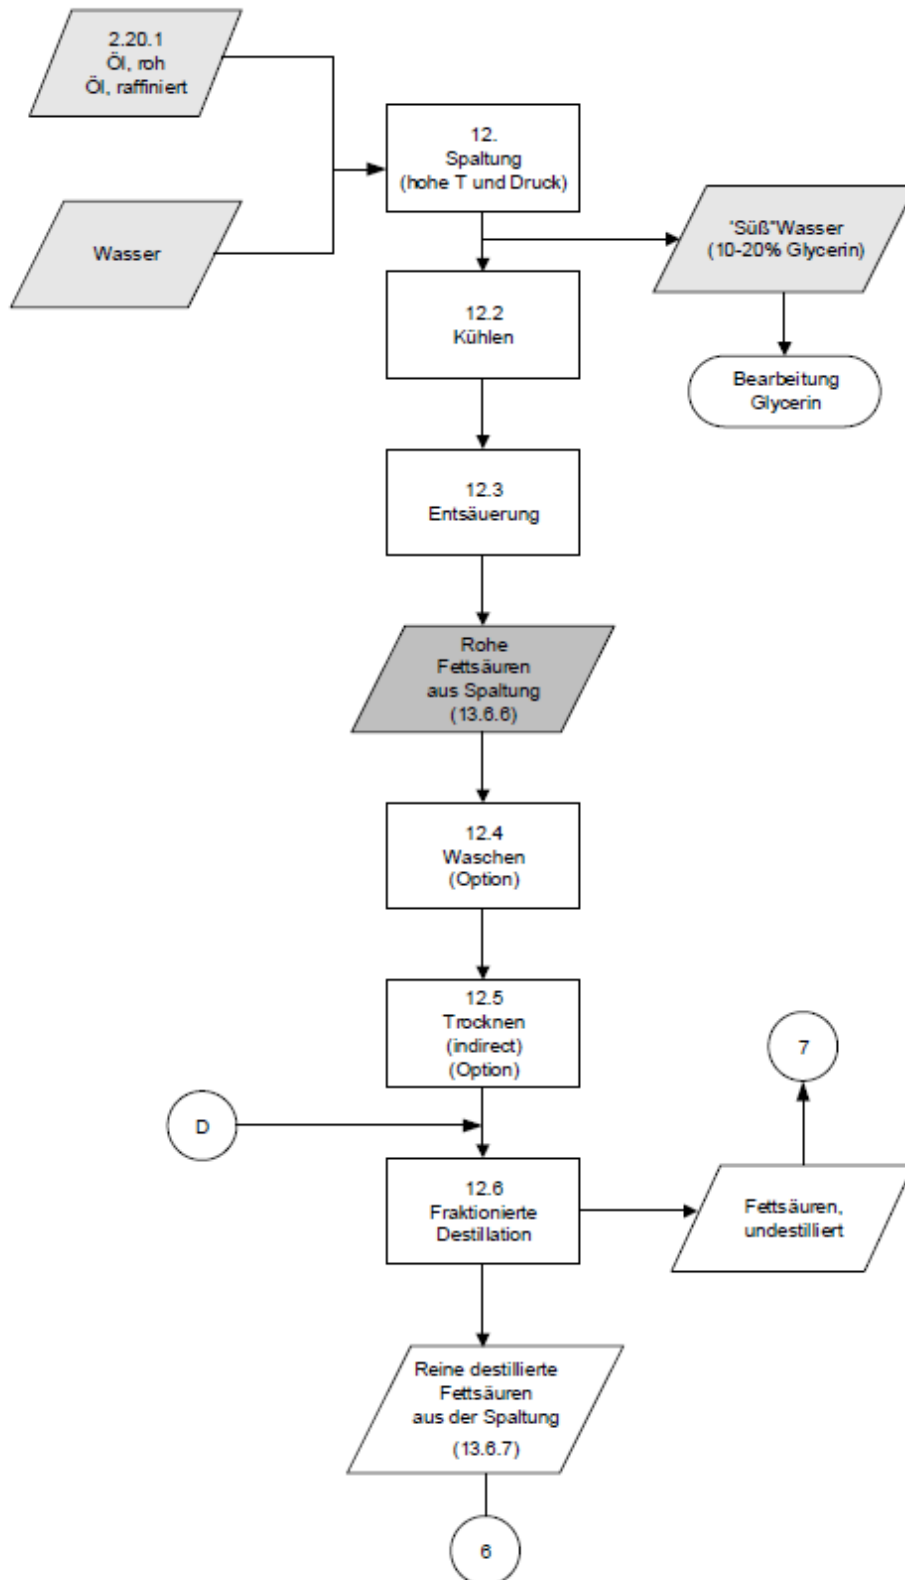 2.20.1
Öl, roh
Öl, raffiniert
Wasser
12.
Spaltung
(hohe T und Druck)
"Süß"Wasser
(10-20% Glycerin)
12.2
Kühlen
Bearbeitung
Glycerin
12.3
Entsäuerung
Rohe
Fettsäuren
aus Spaltung
(13.6.6)
12.4
Waschen
(Option)
12.5
Trocknen
(indirect)
(Option)
7
D
12.6
Fraktionierte
Destillation
Fettsäuren,
undestilliert
Reine destillierte
Fettsäuren
aus der Spaltung
(13.6.7)
6